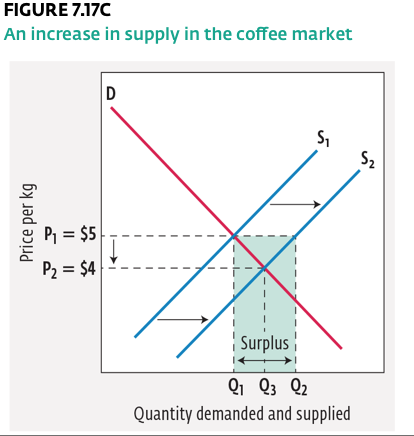 FIGURE 7.17C
An increase in supply in the coffee market
D
S₁
S₂
Price per kg
P₁ = $5
P₂ = $4
Surplus
Q₁ Q₃ Q₂
Quantity demanded and supplied